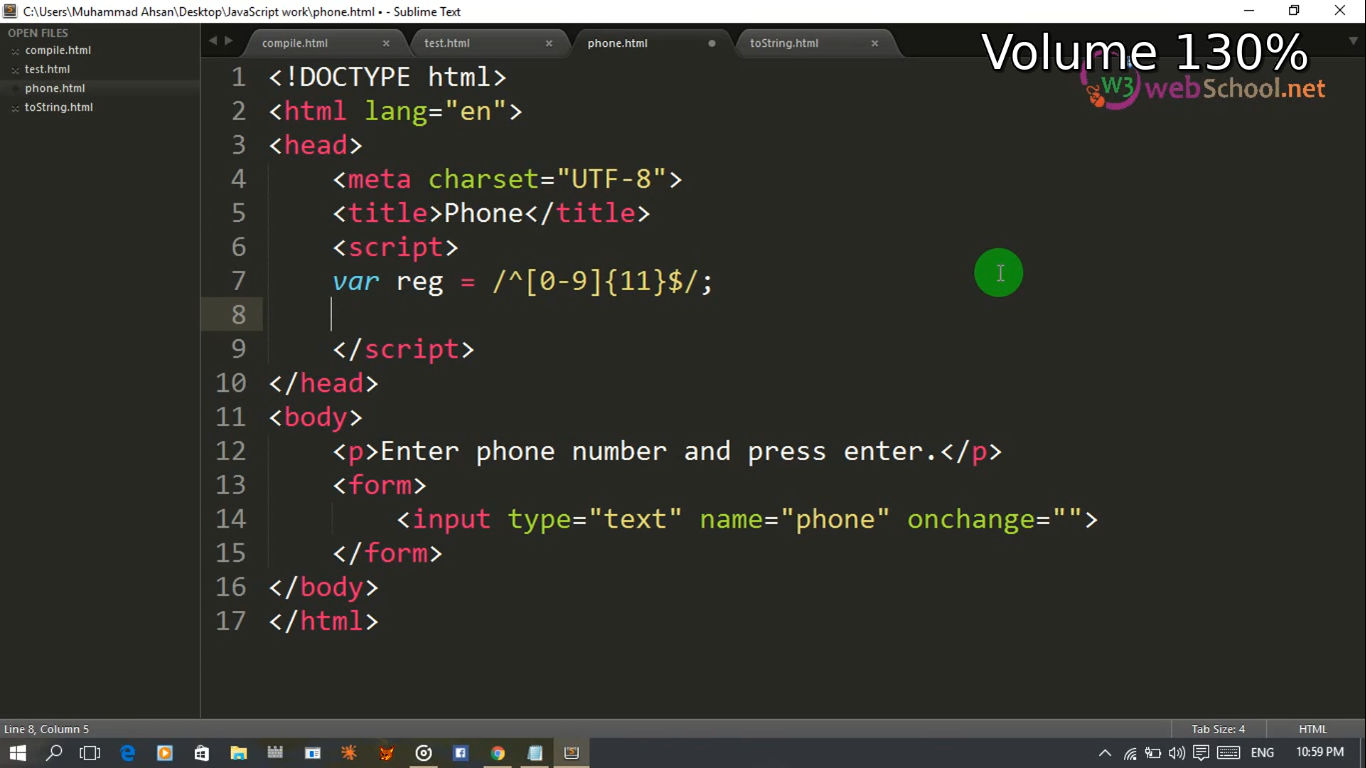 C:\Users\Muhammad Ahsan\Desktop\JavaScript work\phone.html • - Sublime Text
OPEN FILES
compile.html
test.html
phone.html
toString.html
compile.html
test.html
phone.html
toString.html
Volume 130%
W3 webSchool.net
1 <!DOCTYPE html>
2 <html lang="en">
3 <head>
4 <meta charset="UTF-8">
5 <title>Phone</title>
6 <script>
7 var reg = /^[0-9]{11}$/;
8
9 </script>
10 </head>
11 <body>
12 <p>Enter phone number and press enter.</p>
13 <form>
14 <input type="text" name="phone" onchange="">
15 </form>
16 </body>
17 </html>
Line 8, Column 5
Tab Size: 4
HTML
ENG
10:59 PM